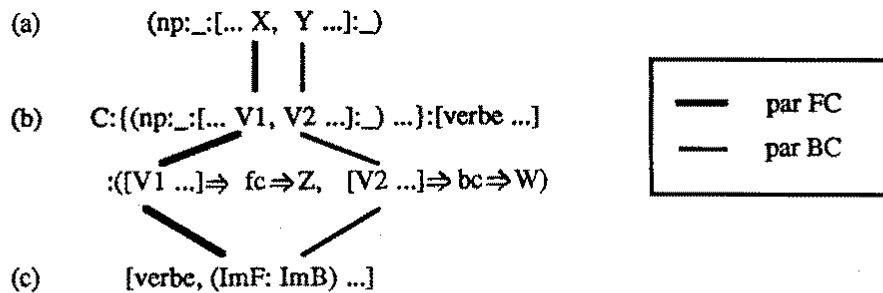 (a) (np:_:[... X, Y ...]:_)
(b) C:{(np:_:[... V1, V2 ...]:_) ...}:[verbe ...]
:([V1 ...]⇒ fc⇒Z, [V2 ...]⇒bc⇒W)
(c) [verbe, (ImF: ImB) ...]
par FC
par BC